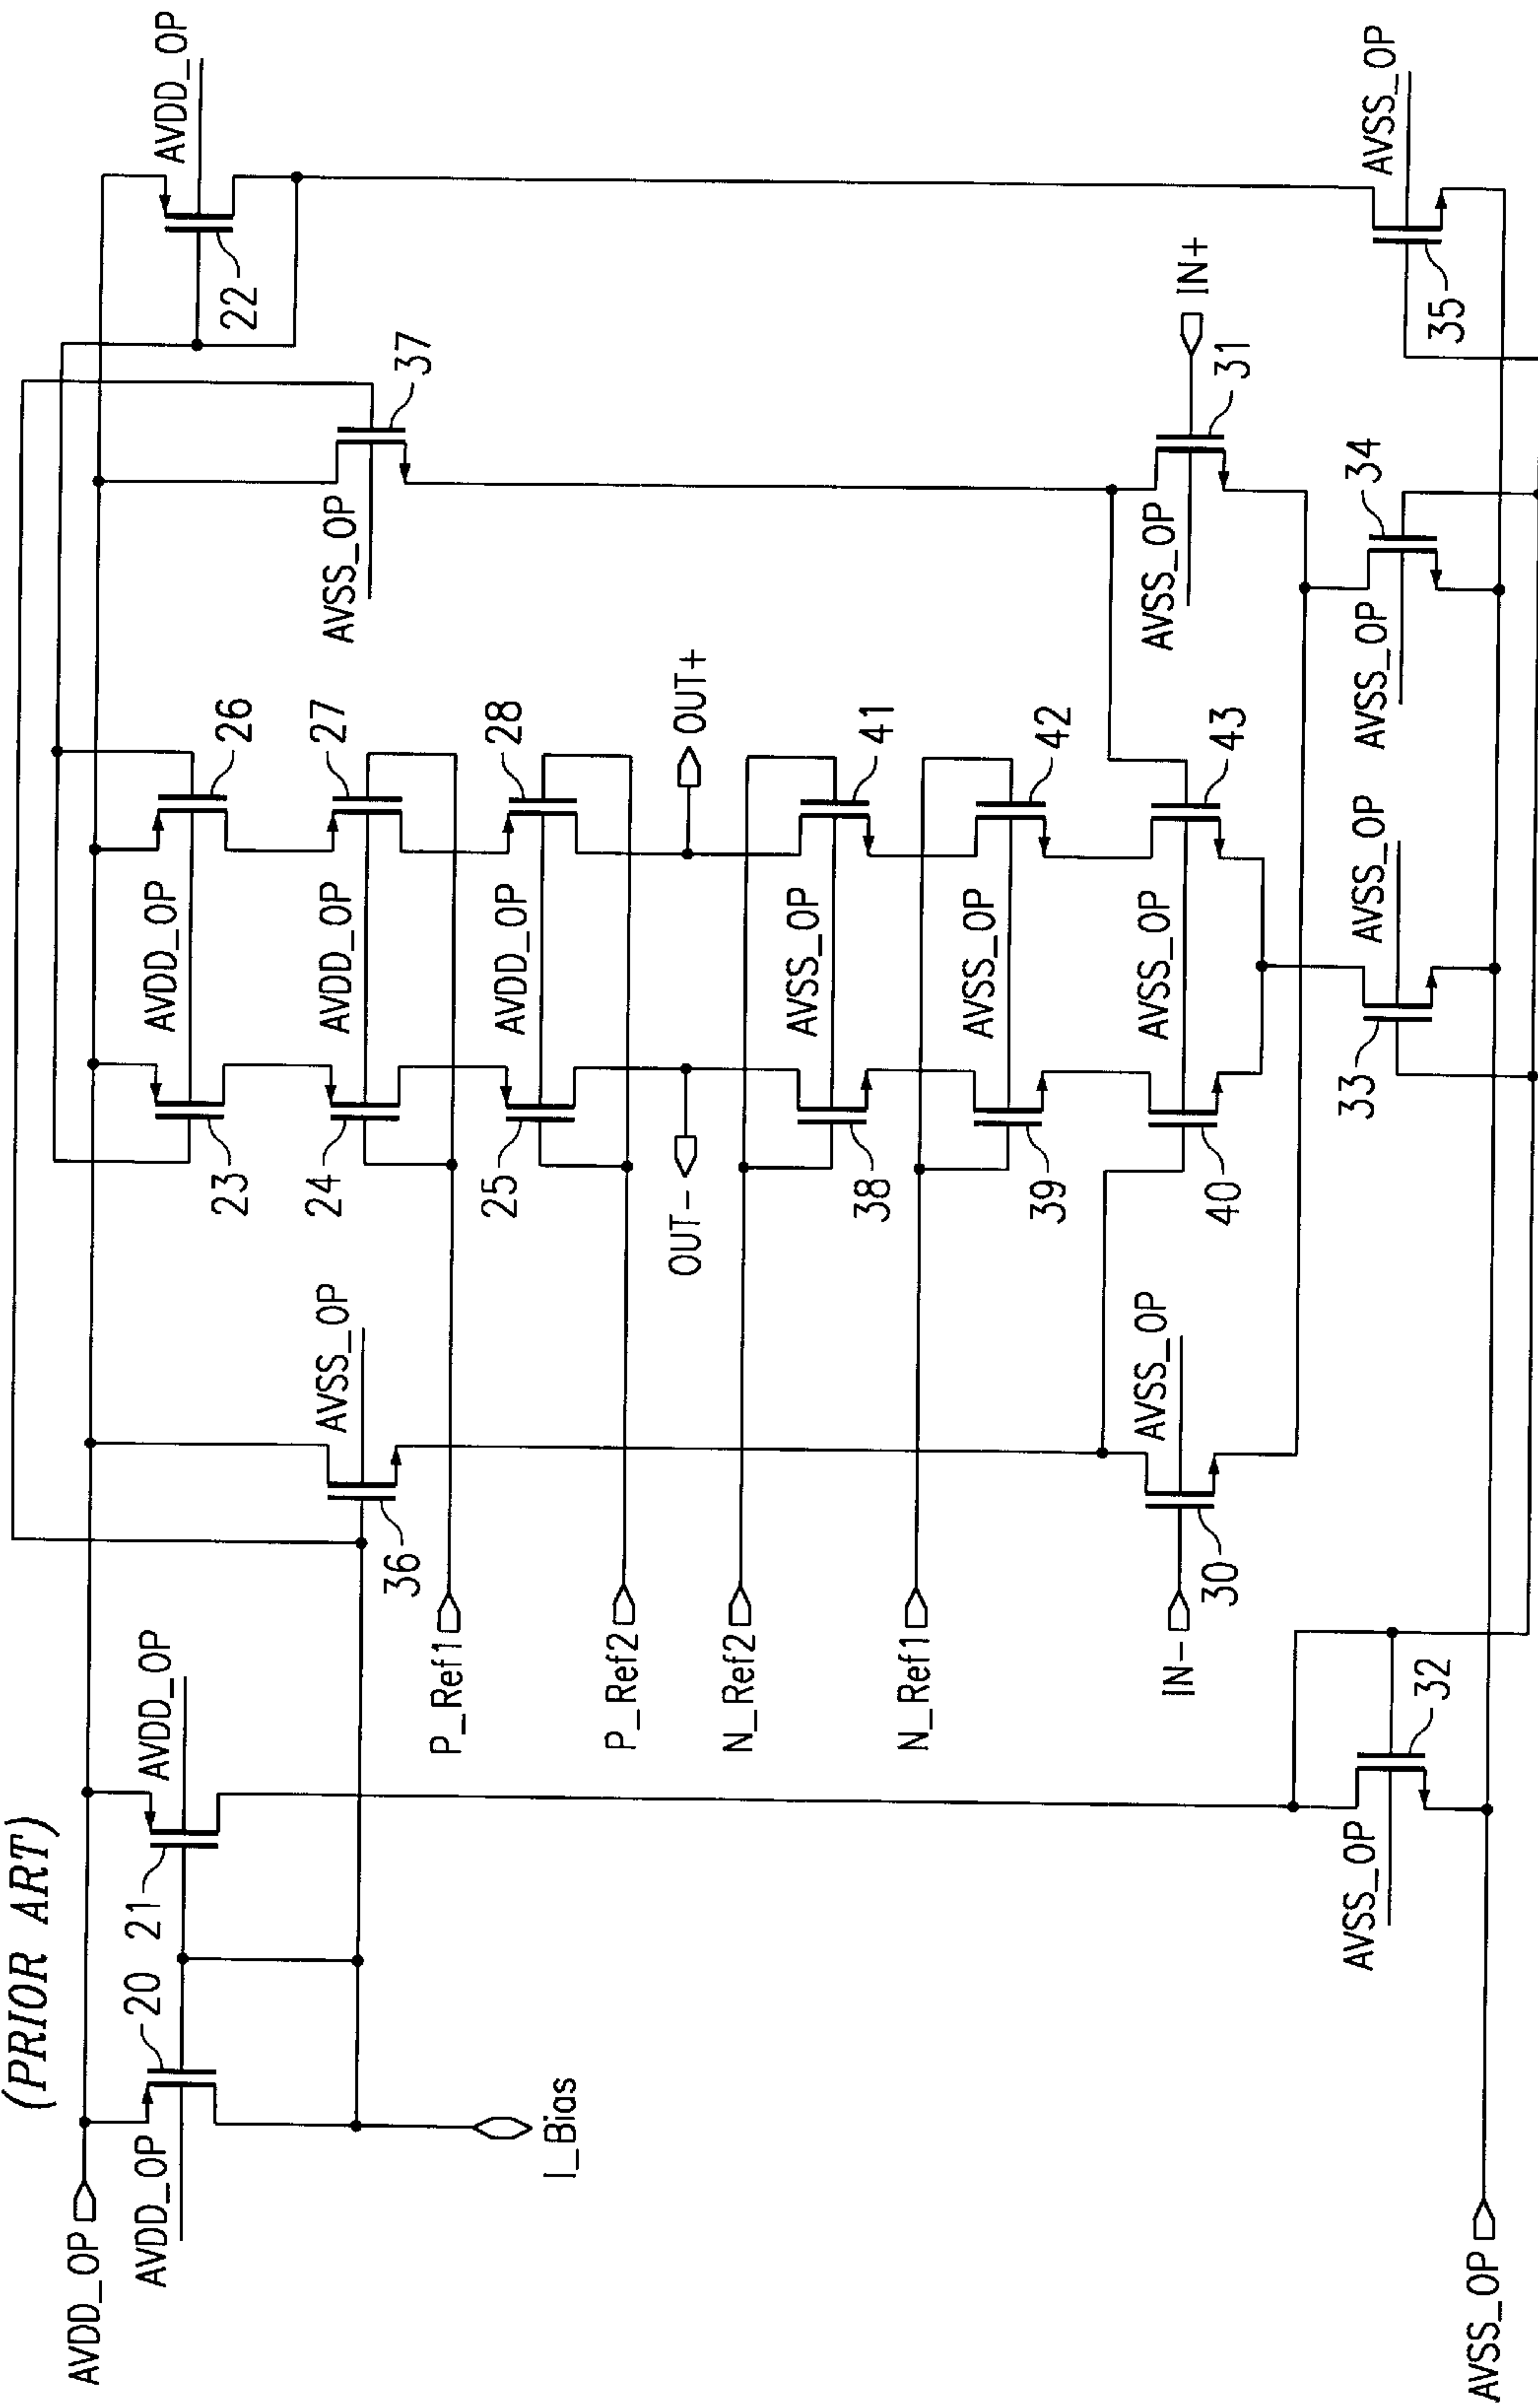 (PRIOR ART)
AVDD_OP
AVDD_OP
20
21
AVDD_OP
I_Bias
36
AVSS_OP
P_Ref1
P_Ref2
N_Ref2
N_Ref1
IN-
30
AVSS_OP
AVSS_OP
32
AVSS_OP
23
AVDD_OP
26
24
AVDD_OP
27
25
AVDD_OP
28
OUT-
OUT+
38
AVSS_OP
41
39
AVSS_OP
42
40
AVSS_OP
43
33
AVSS_OP
AVSS_OP
34
AVSS_OP
37
AVSS_OP
31
IN+
22
AVDD_OP
35
AVSS_OP